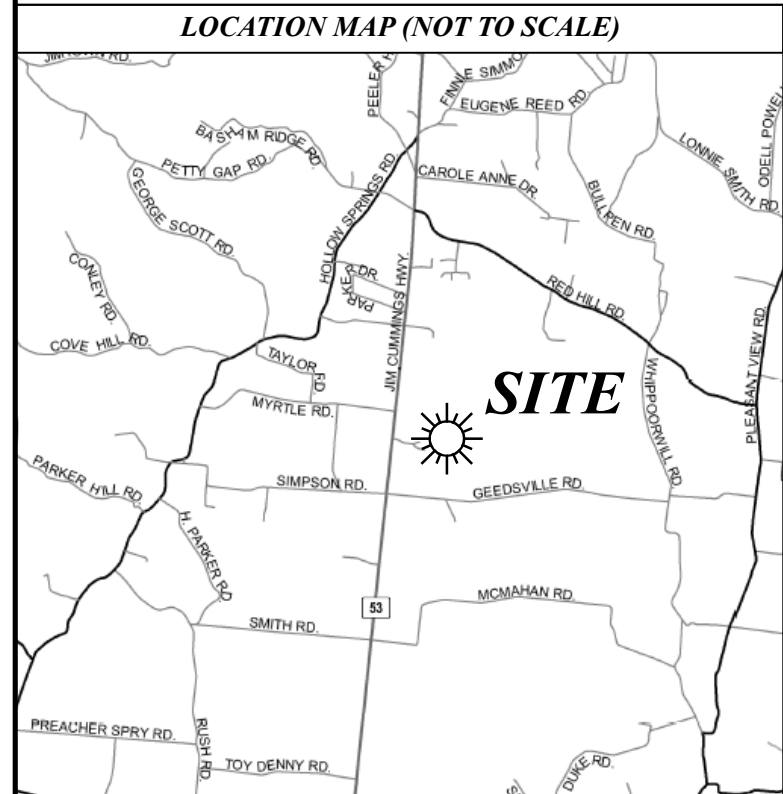 LOCATION MAP (NOT TO SCALE)
RD.
PEELER
FINNIE SIMMO
EUGENE REED RD.
BASHAM RIDGE RD.
PETTY GAP RD.
GEORGE SCOTT RD.
HOLLOW SPRINGS RD.
CAROLE ANNE DR.
BULLPEN RD.
LONNIE SMITH RD.
ODELL POWELL
CONLEY RD.
PARKER DR.
JIM CUMMINGS HWY.
RED HILL RD.
COVE HILL RD.
TAYLOR RD
PLEASANT VIEW RD.
SITE
MYRTLE RD.
WHIPPOORWILL RD.
PARKER HILL RD.
SIMPSON RD.
GEEDSVILLE RD.
H. PARKER RD.
MCMAHAN RD.
53
SMITH RD.
PREACHER SPRY RD.
RUSH RD.
TOY DENNY RD.
DUKE RD.